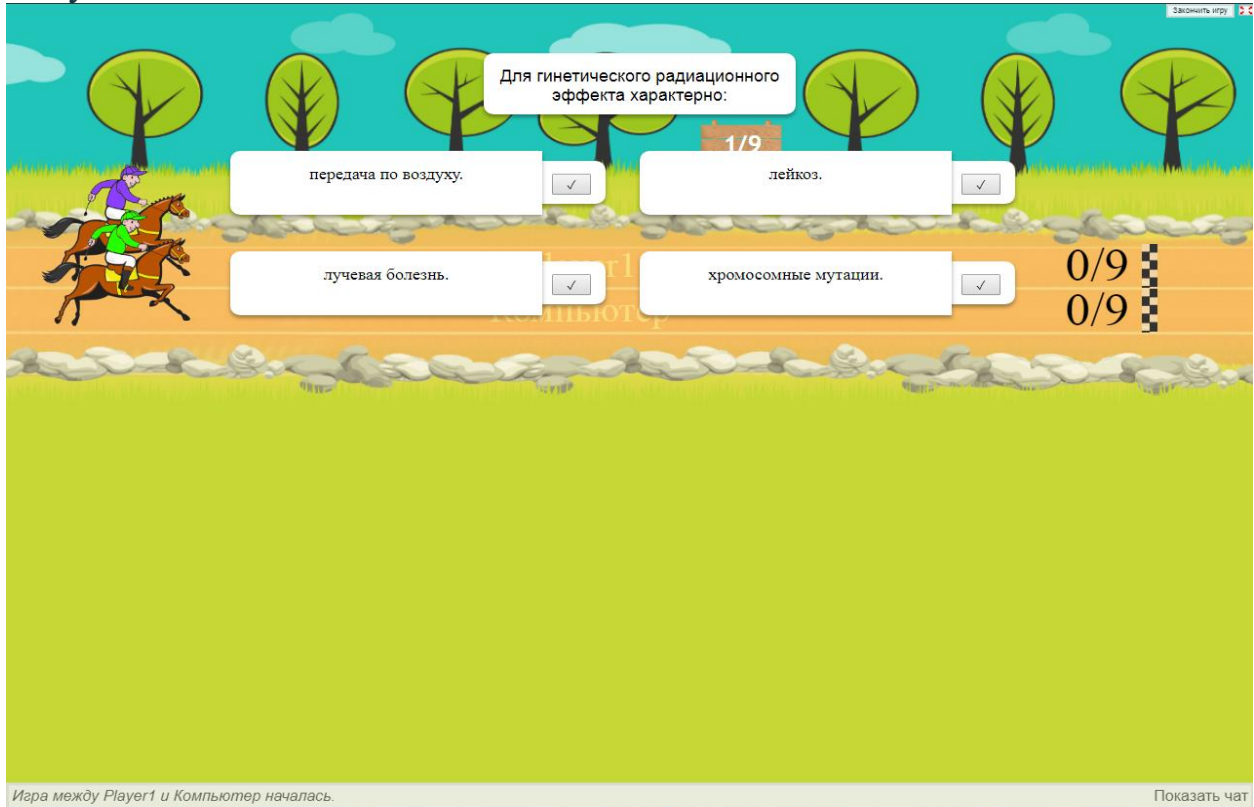 Закончить игру
Для гинетического радиационного
эффекта характерно:
1/9
передача по воздуху.
лейкоз.
лучевая болезнь.
хромосомные мутации.
0/9
Компьютер
0/9
Игра между Player1 и Компьютер началась.
Показать чат